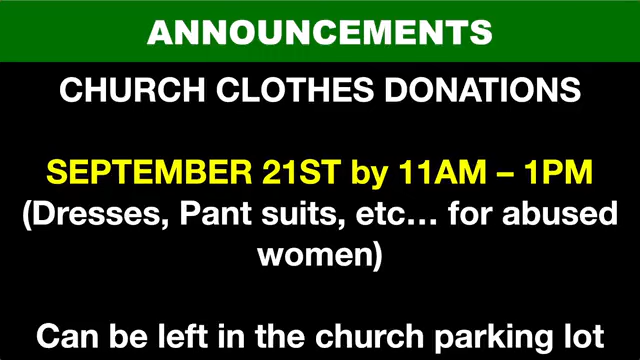 ANNOUNCEMENTS
CHURCH CLOTHES DONATIONS
SEPTEMBER 21ST by 11AM – 1PM
(Dresses, Pant suits, etc… for abused
women)
Can be left in the church parking lot